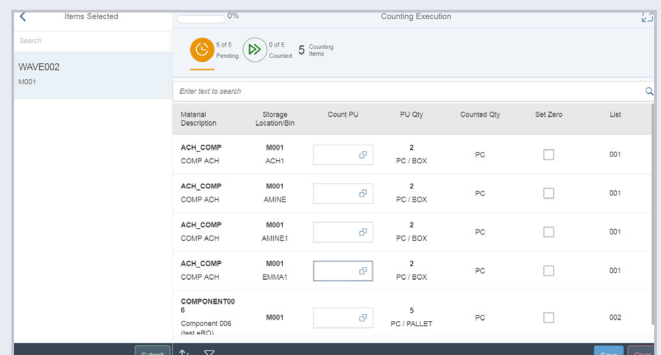 Items Selected
0%
Counting Execution
Search
WAVE002
M001
5 of 5
Pending
0 of 5
Counted
5
Counting
Items
Enter text to search
Material
Description
Storage
Location/Bin
Count PU
PU Qty
Counted Qty
Set Zero
List
ACH_COMP
COMP ACH
M001
ACH1
2
PC / BOX
PC
001
ACH_COMP
COMP ACH
M001
AMINE
2
PC / BOX
PC
001
ACH_COMP
COMP ACH
M001
AMINE1
2
PC / BOX
PC
001
ACH_COMP
COMP ACH
M001
EMMA1
2
PC / BOX
PC
001
COMPONENT00
6
Component 006
(test eRO)
M001
5
PC / PALLET
PC
002
Submit
Save
Close